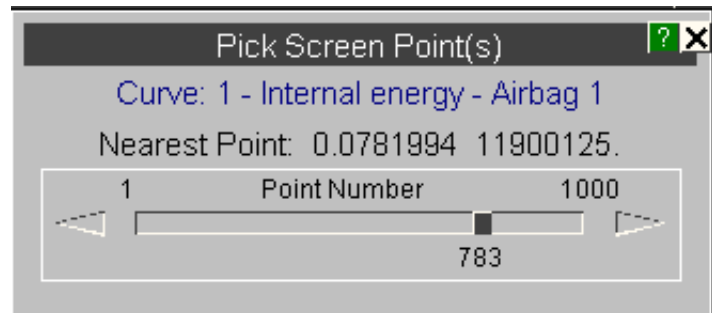 Pick Screen Point(s) ? X
Curve: 1 - Internal energy - Airbag 1
Nearest Point: 0.0781994 11900125.
1 Point Number 1000
783